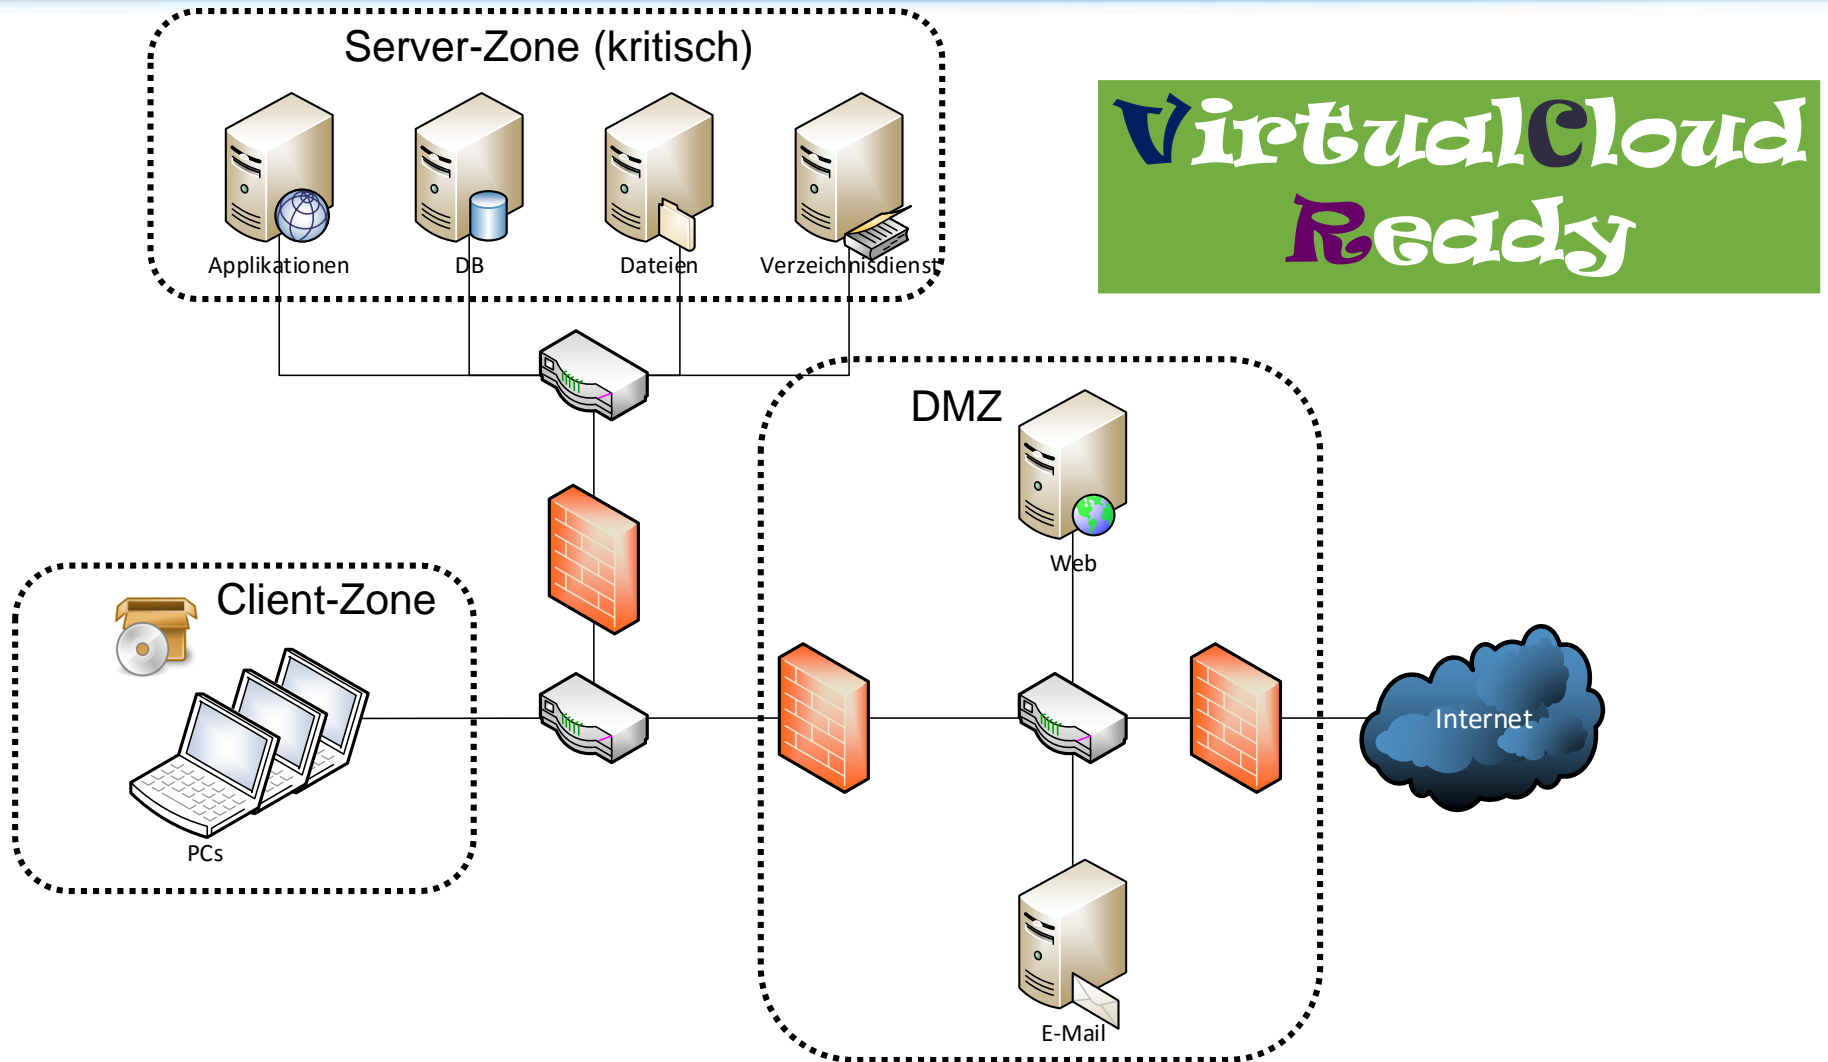 Server-Zone (kritisch)
Applikationen
DB
Dateien
Verzeichnisdienst
VirtualCloud
Ready
DMZ
Web
Client-Zone
PCs
Internet
E-Mail